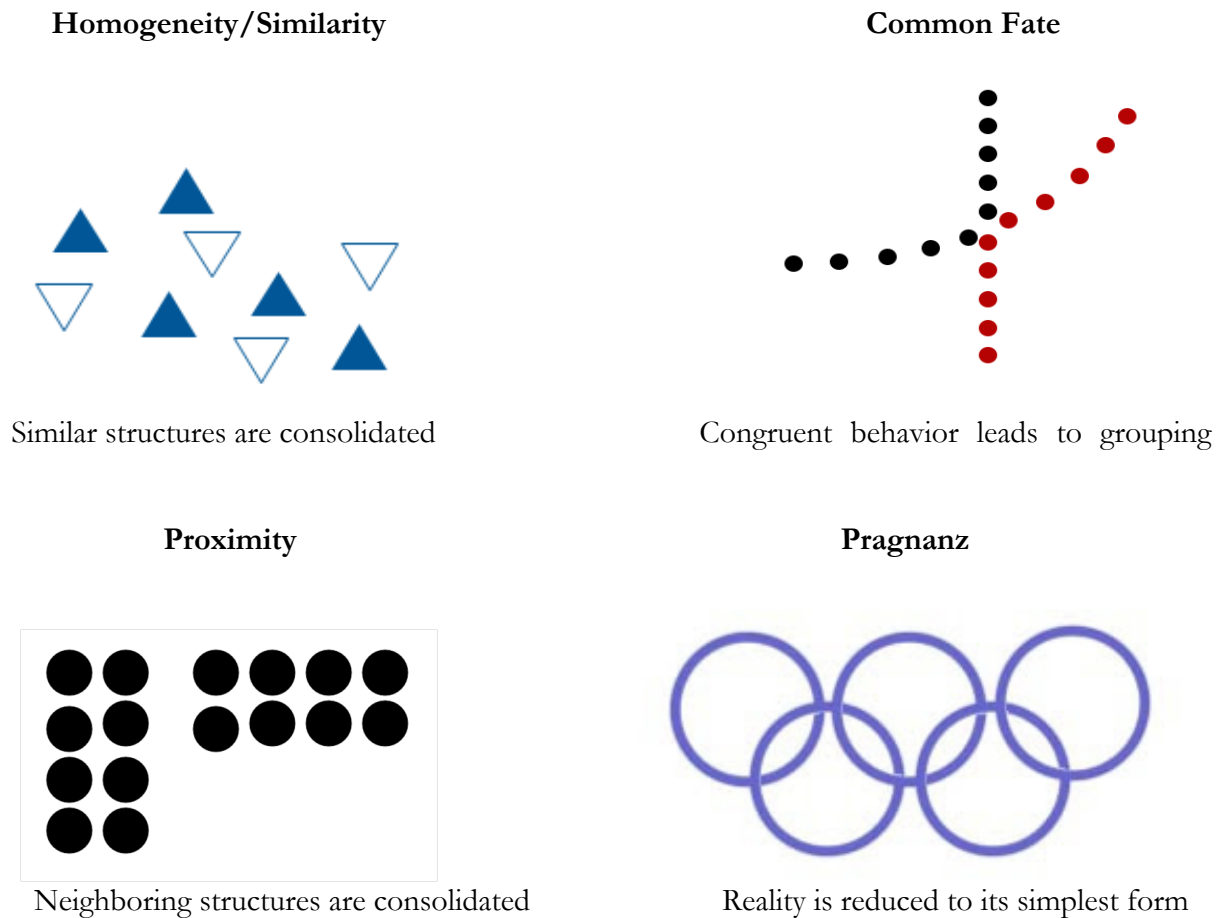 Homogeneity/Similarity
Common Fate
Similar structures are consolidated
Congruent behavior leads to grouping
Proximity
Pragnanz
Neighboring structures are consolidated
Reality is reduced to its simplest form